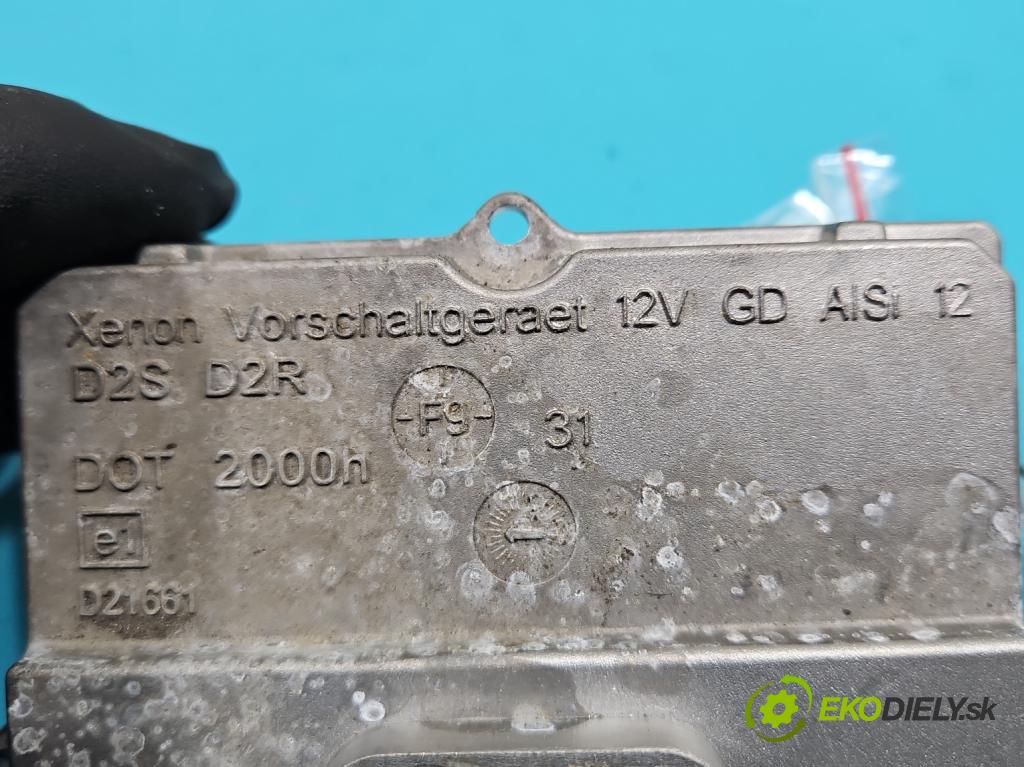 Xenon Vorschaltgeraet 12V GD AlSi 12
D2S D2R
F9
31
DOT 2000h
e1
D21661
EKODIELY.sk